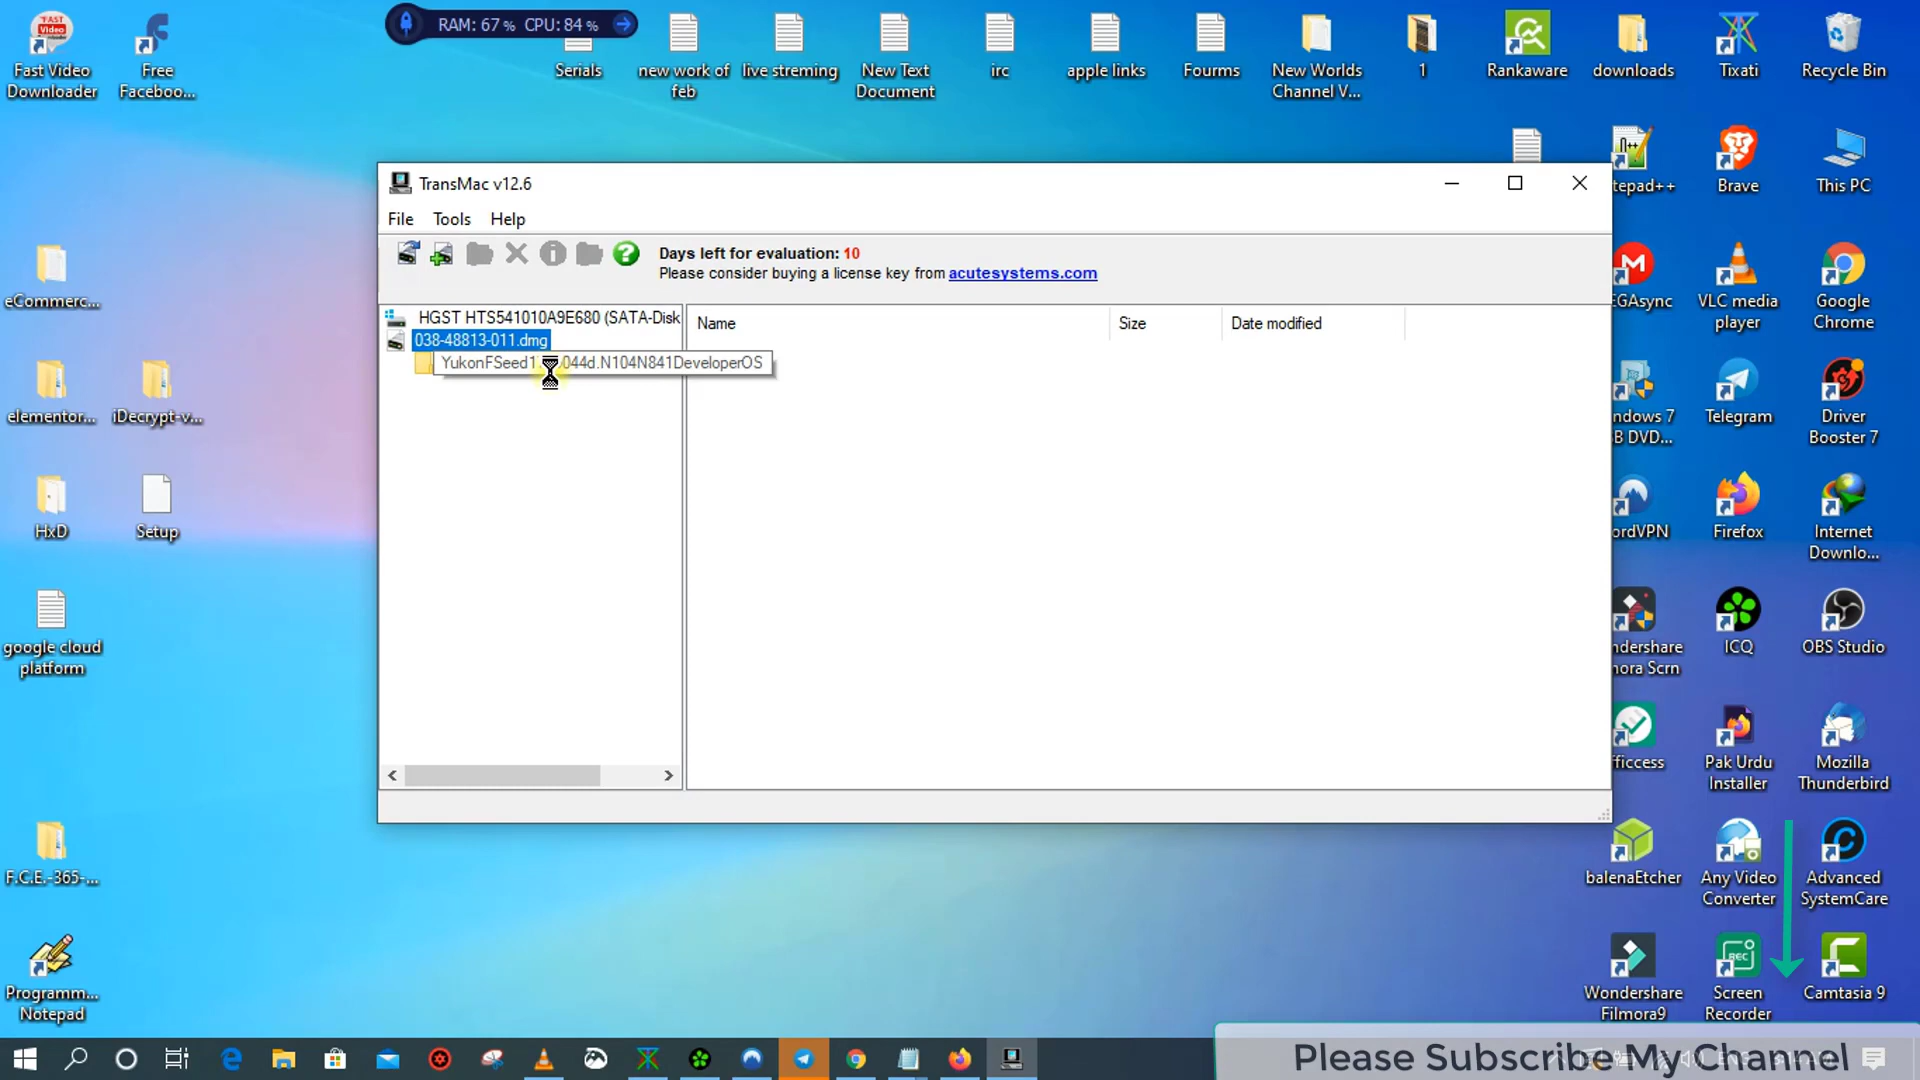 RAM: 67 % CPU: 84 %
Fast Video
Downloader
Free
Faceboo...
Serials
new work of
feb
live streming
New Text
Document
irc
apple links
Fourms
New Worlds
Channel V...
1
Rankaware
downloads
Tixati
Recycle Bin
TransMac v12.6
File Tools Help
Days left for evaluation: 10
Please consider buying a license key from acutesystems.com
HGST HTS541010A9E680 (SATA-Disk
038-48813-011.dmg
044d.N104N841DeveloperOS
Name
Size
Date modified
tepad++
Brave
This PC
eCommerc...
EGAsync
VLC media
player
Google
Chrome
elementor...
iDecrypt-v...
ndows 7
B DVD...
Telegram
Driver
Booster 7
HxD
Setup
ordVPN
Firefox
Internet
Downlo...
google cloud
platform
ndershare
ora Scrn
ICQ
OBS Studio
fficcess
Pak Urdu
Installer
Mozilla
Thunderbird
F.C.E.-365-...
balenaEtcher
Any Video
Converter
Advanced
SystemCare
Programm...
Notepad
Wondershare
Filmora9
REC
Screen
Recorder
Camtasia 9
Please Subscribe My Channel